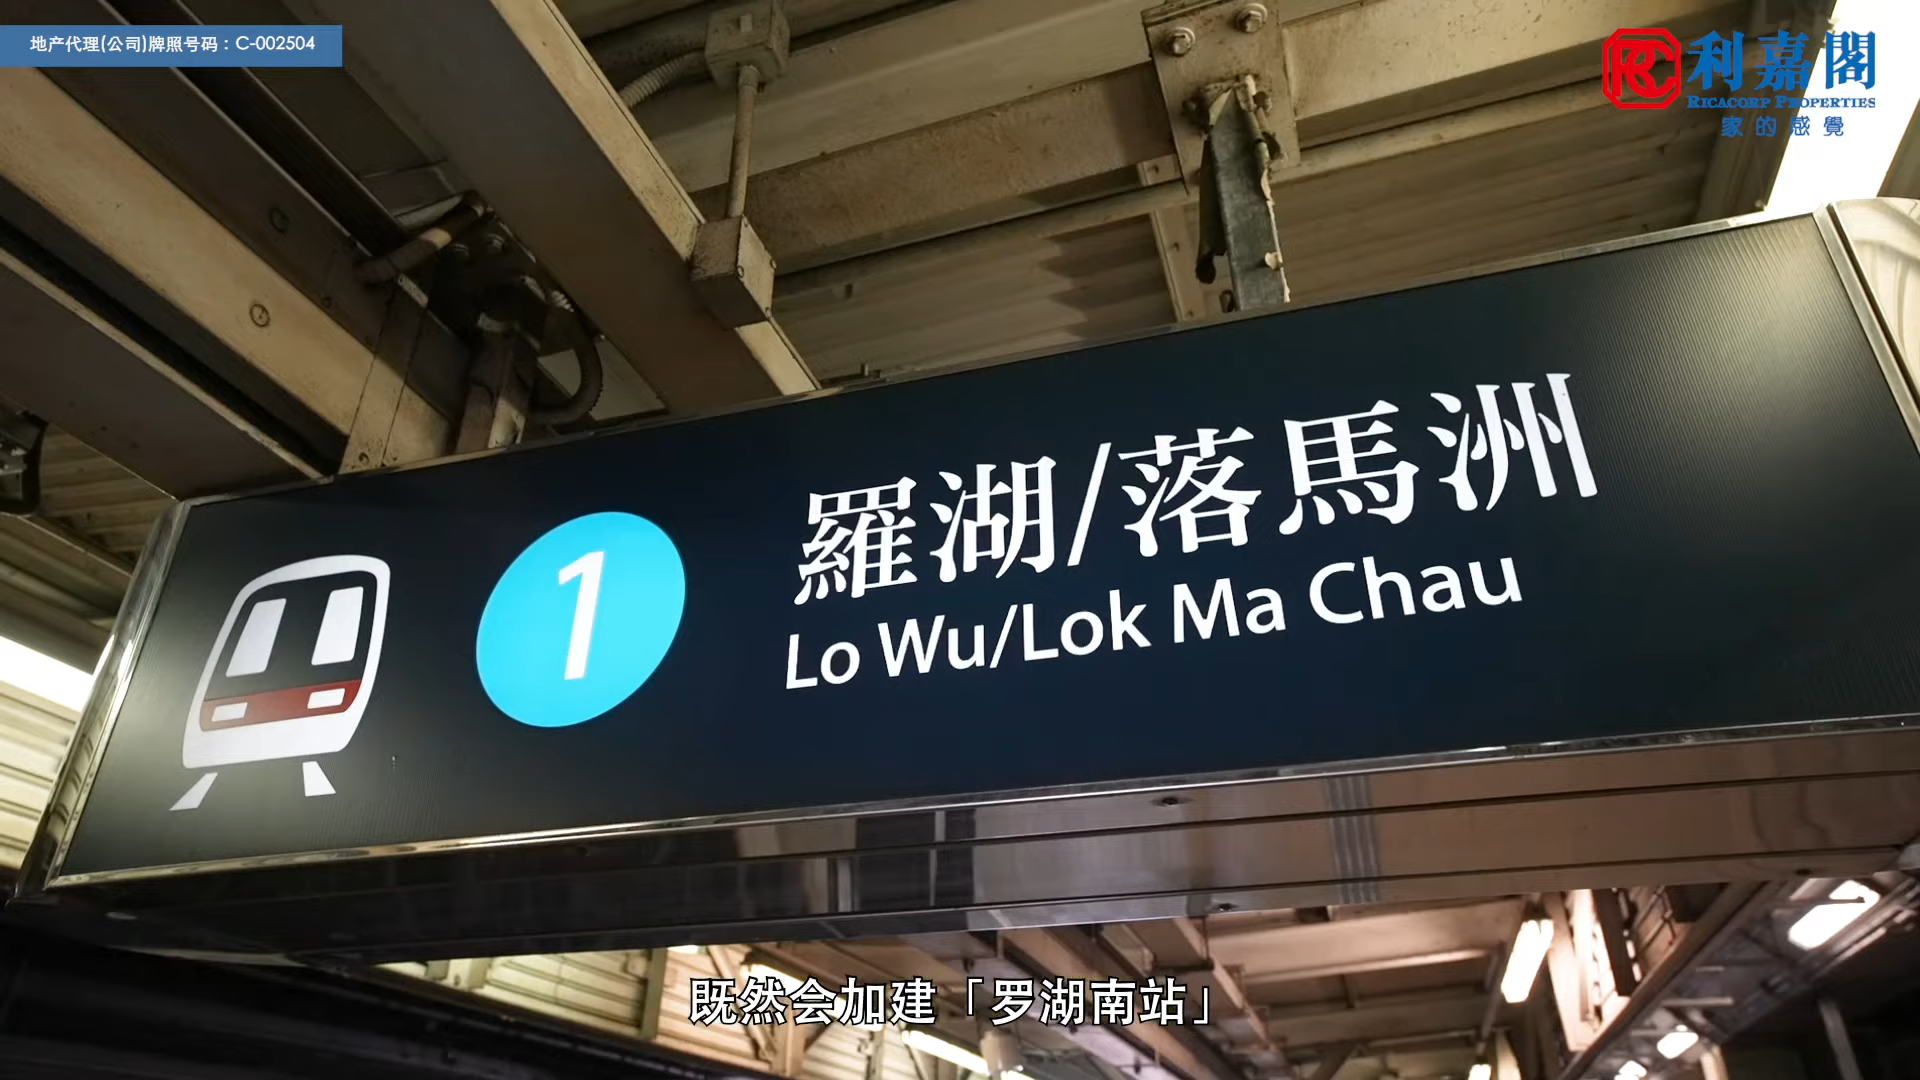 地产代理(公司)牌照号码：C-002504
利嘉閣
RICACORP PROPERTIES
家的感覺
1
羅湖/落馬洲
Lo Wu/Lok Ma Chau
既然会加建「罗湖南站」